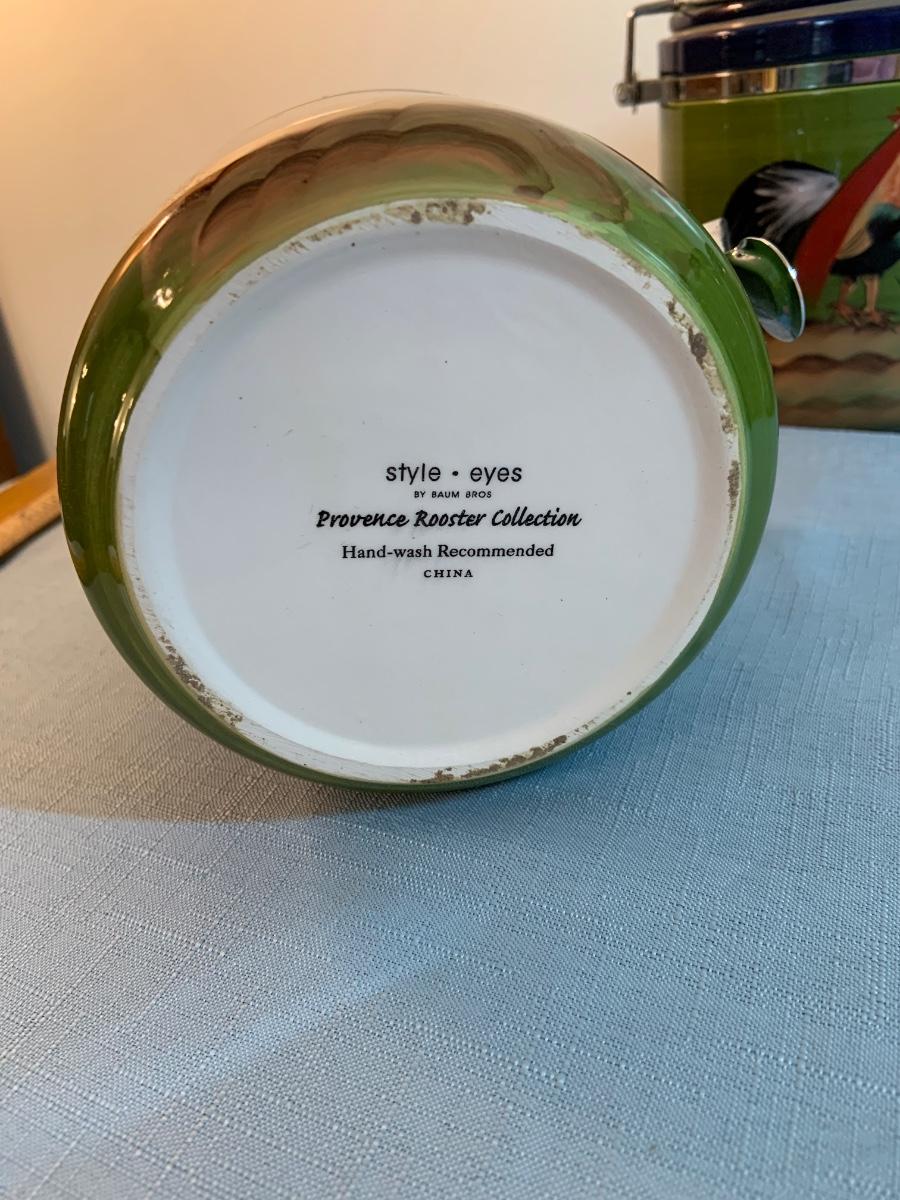 style • eyes
BY BAUM BROS
Provence Rooster Collection
Hand-wash Recommended
CHINA